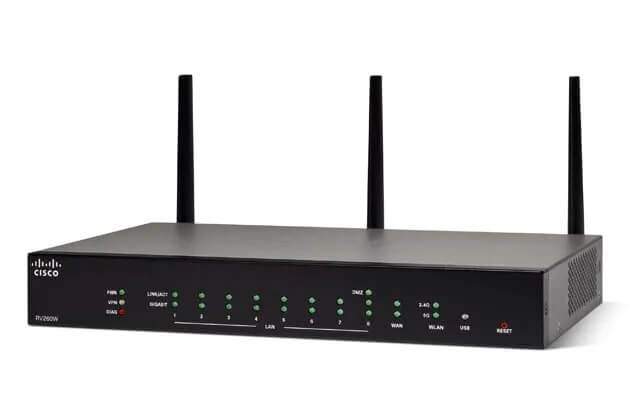 CISCO
PWR
VPN
DIAG
RV260W
LINK/ACT
GIGABIT
1 2 3 4 5 6 7 8
LAN
DMZ
WAN
2.4G
5G
WLAN
USB
RESET